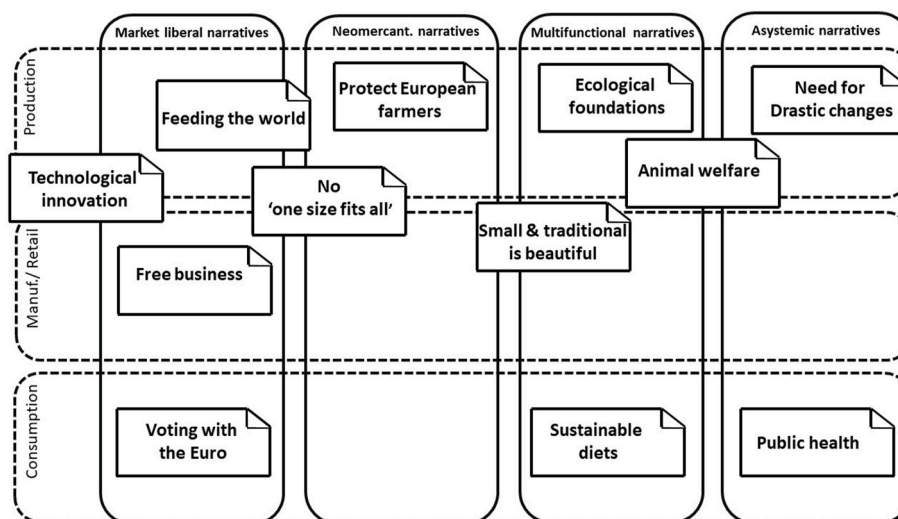 Market liberal narratives
Neomercant. narratives
Multifunctional narratives
Asystemic narratives
Production
Feeding the world
Protect European
farmers
Ecological
foundations
Need for
Drastic changes
Technological
innovation
No
‘one size fits all’
Animal welfare
Manuf./ Retail
Small & traditional
is beautiful
Free business
Consumption
Voting with
the Euro
Sustainable
diets
Public health